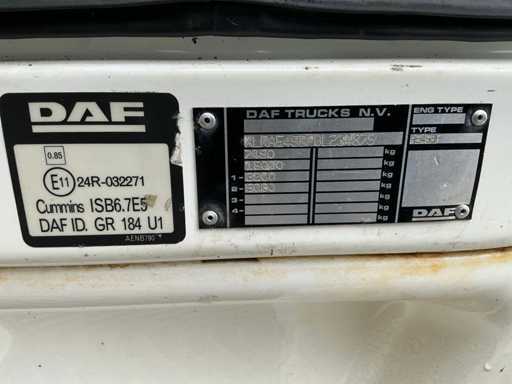 DAF
0.85
E11 24R-032271
Cummins ISB6.7E5
DAF ID. GR 184 U1
AENB790
DAF TRUCKS N.V.
kg
kg
1- kg
2- kg
3- kg
4- kg
ENG TYPE
TYPE
DAF